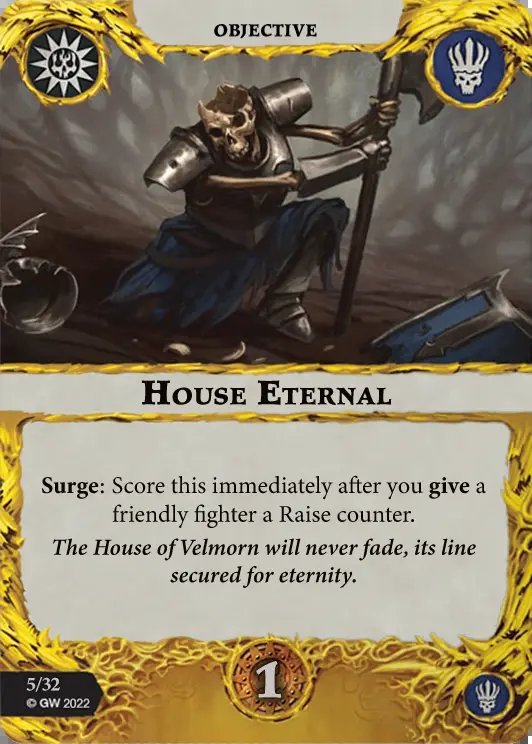 OBJECTIVE
House Eternal
Surge: Score this immediately after you give a
friendly fighter a Raise counter.
The House of Velmorn will never fade, its line
secured for eternity.
1
5/32
© GW 2022